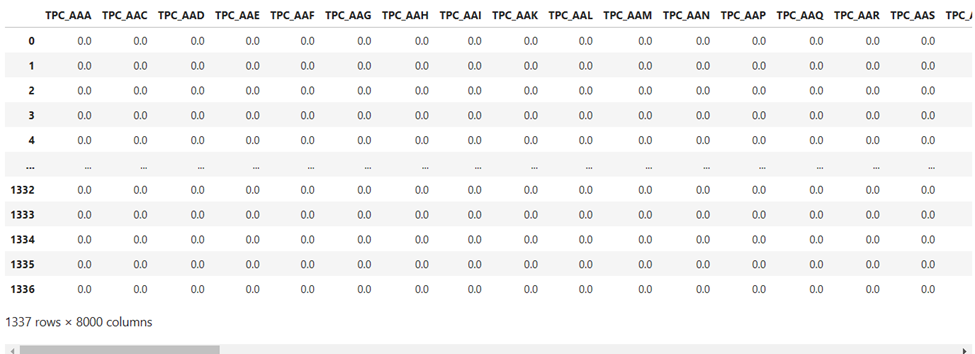 TPC_AAA TPC_AAC TPC_AAD TPC_AAE TPC_AAF TPC_AAG TPC_AAH TPC_AAI TPC_AAK TPC_AAL TPC_AAM TPC_AAN TPC_AAP TPC_AAQ TPC_AAR TPC_AAS TPC_A
0 0.0 0.0 0.0 0.0 0.0 0.0 0.0 0.0 0.0 0.0 0.0 0.0 0.0 0.0 0.0 0.0
1 0.0 0.0 0.0 0.0 0.0 0.0 0.0 0.0 0.0 0.0 0.0 0.0 0.0 0.0 0.0 0.0
2 0.0 0.0 0.0 0.0 0.0 0.0 0.0 0.0 0.0 0.0 0.0 0.0 0.0 0.0 0.0 0.0
3 0.0 0.0 0.0 0.0 0.0 0.0 0.0 0.0 0.0 0.0 0.0 0.0 0.0 0.0 0.0 0.0
4 0.0 0.0 0.0 0.0 0.0 0.0 0.0 0.0 0.0 0.0 0.0 0.0 0.0 0.0 0.0 0.0
... ... ... ... ... ... ... ... ... ... ... ... ... ... ... ... ...
1332 0.0 0.0 0.0 0.0 0.0 0.0 0.0 0.0 0.0 0.0 0.0 0.0 0.0 0.0 0.0 0.0
1333 0.0 0.0 0.0 0.0 0.0 0.0 0.0 0.0 0.0 0.0 0.0 0.0 0.0 0.0 0.0 0.0
1334 0.0 0.0 0.0 0.0 0.0 0.0 0.0 0.0 0.0 0.0 0.0 0.0 0.0 0.0 0.0 0.0
1335 0.0 0.0 0.0 0.0 0.0 0.0 0.0 0.0 0.0 0.0 0.0 0.0 0.0 0.0 0.0 0.0
1336 0.0 0.0 0.0 0.0 0.0 0.0 0.0 0.0 0.0 0.0 0.0 0.0 0.0 0.0 0.0 0.0
1337 rows × 8000 columns